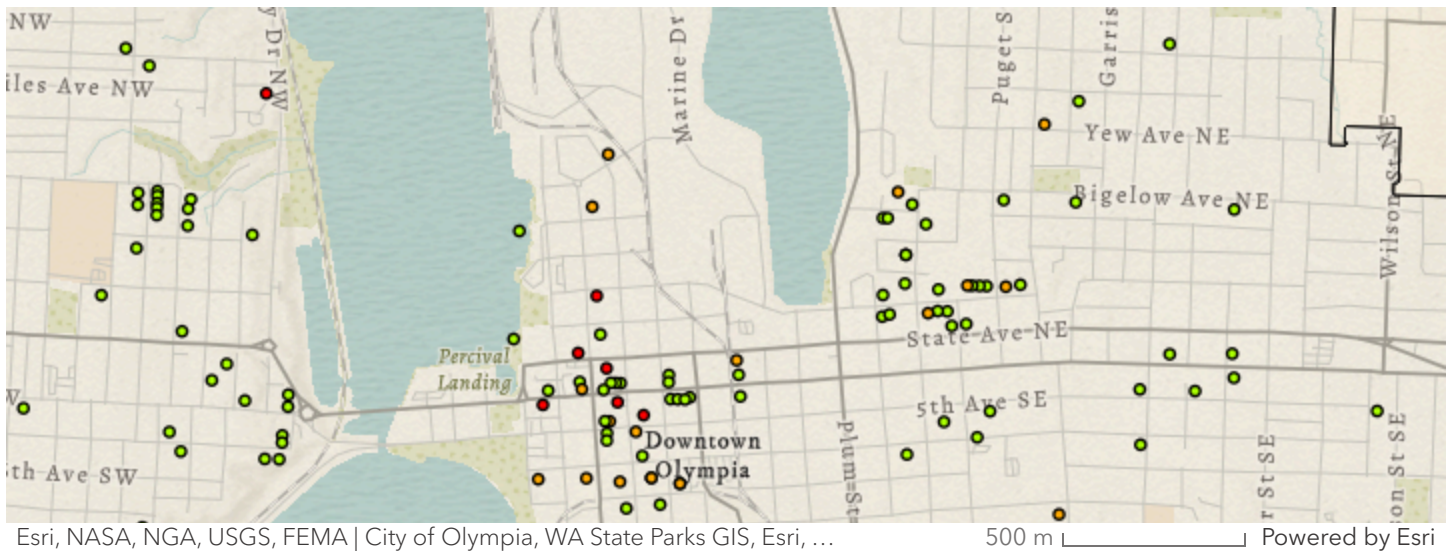 NW
y Dr NW
Marine Dr
Puget S
Garris
iles Ave NW
Yew Ave NE
Bigelow Ave NE
Wilson St NE
State Ave NE
Percival
Landing
5th Ave SE
Plum St
Downtown
Olympia
5th Ave SW
r St SE
son St SE
Esri, NASA, NGA, USGS, FEMA | City of Olympia, WA State Parks GIS, Esri, …
500 m
Powered by Esri